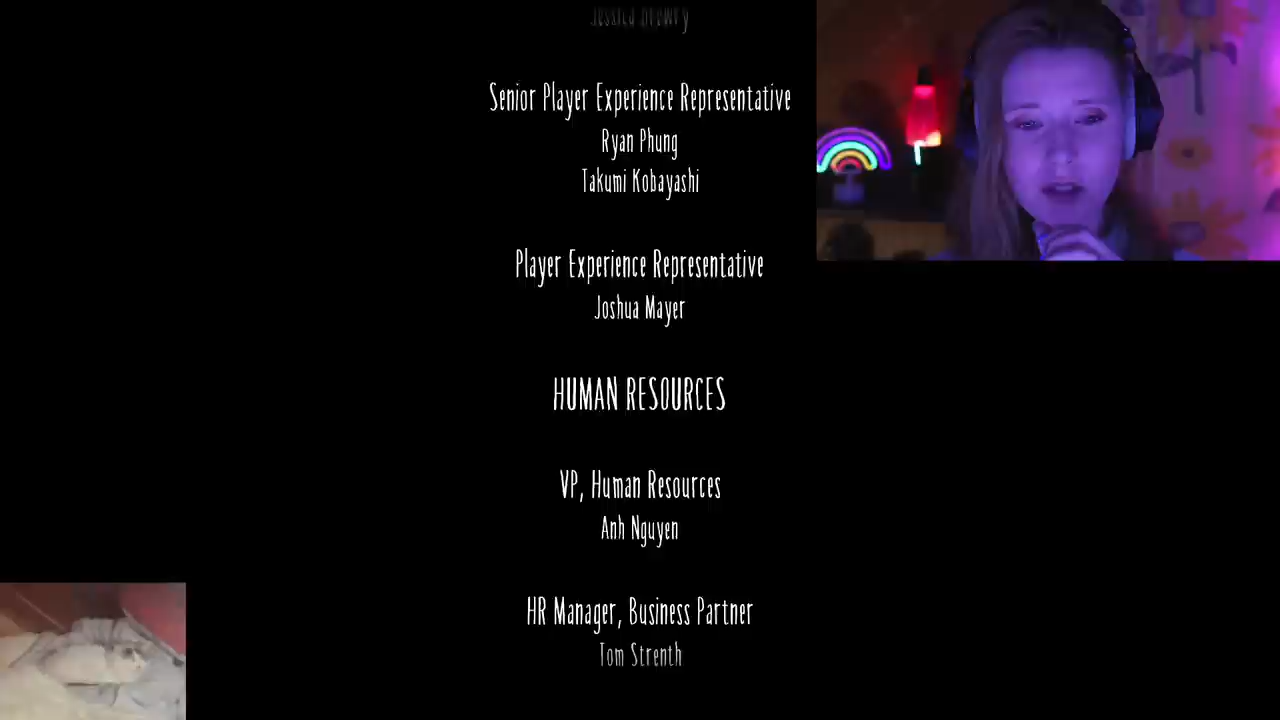 Senior Player Experience Representative
Ryan Phung
Takumi Kobayashi
Player Experience Representative
Joshua Mayer
HUMAN RESOURCES
VP, Human Resources
Anh Nguyen
HR Manager, Business Partner
Tom Strenth